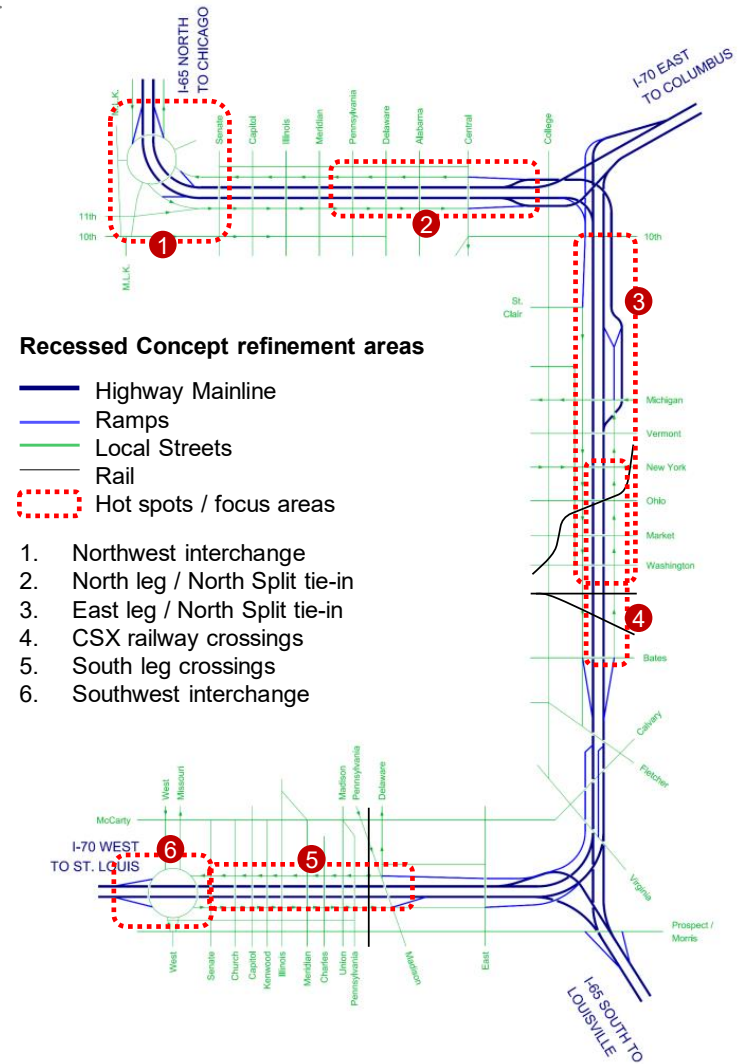 I-65 NORTH
TO CHICAGO
I-70 EAST
TO COLUMBUS
M.L.K.
Senate
Capitol
Illinois
Meridian
Pennsylvania
Delaware
Alabama
Central
College
11th
10th
1
2
10th
M.L.K.
3
St.
Clair
Recessed Concept refinement areas
Highway Mainline
Ramps
Local Streets
Rail
Hot spots / focus areas
Michigan
Vermont
New York
Ohio
Market
Washington
1. Northwest interchange
2. North leg / North Split tie-in
3. East leg / North Split tie-in
4. CSX railway crossings
5. South leg crossings
6. Southwest interchange
4
Bates
Calvary
Fletcher
West
Missouri
Madison
Pennsylvania
Delaware
McCarty
I-70 WEST
TO ST. LOUIS
6
5
Virginia
Prospect /
Morris
West
Senate
Church
Capitol
Kenwood
Illinois
Meridian
Charles
Union
Pennsylvania
Madison
East
I-65 SOUTH TO
LOUISVILLE